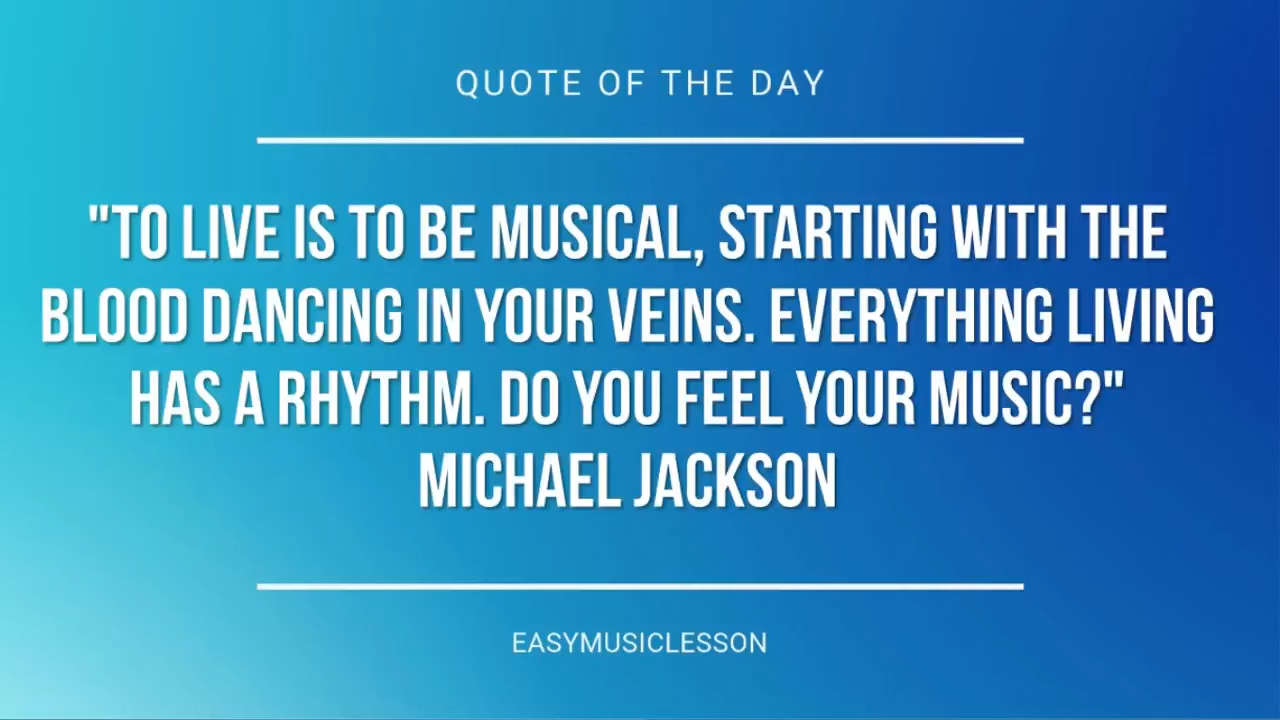 QUOTE OF THE DAY
"TO LIVE IS TO BE MUSICAL, STARTING WITH THE
BLOOD DANCING IN YOUR VEINS. EVERYTHING LIVING
HAS A RHYTHM. DO YOU FEEL YOUR MUSIC?"
MICHAEL JACKSON
EASYMUSICLESSON